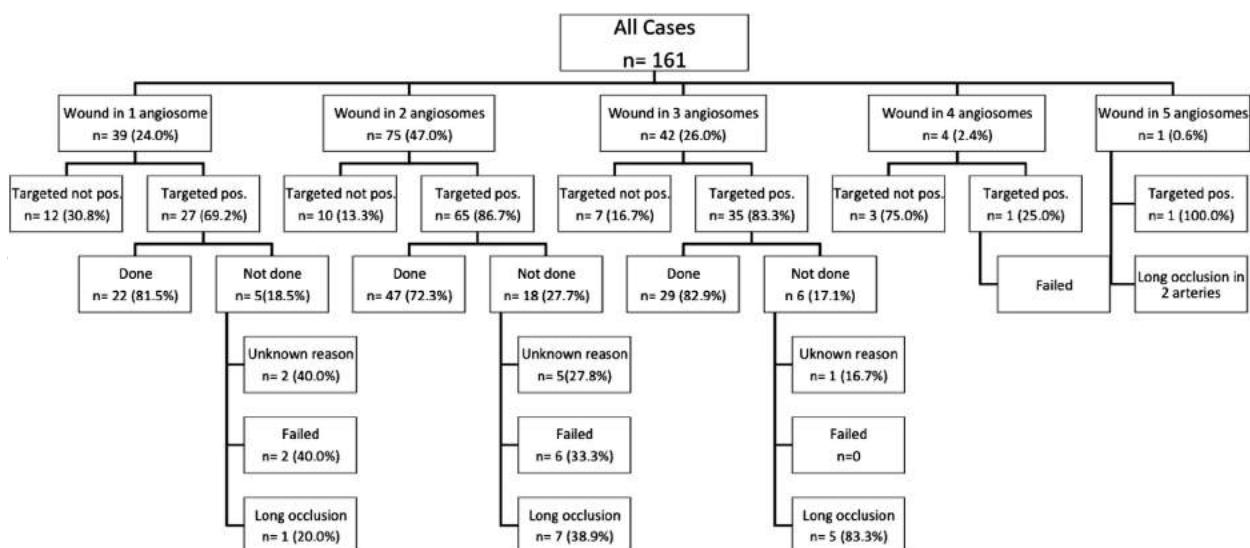 All Cases
n= 161
Wound in 1 angiosome
n= 39 (24.0%)
Wound in 2 angiosomes
n= 75 (47.0%)
Wound in 3 angiosomes
n= 42 (26.0%)
Wound in 4 angiosomes
n= 4 (2.4%)
Wound in 5 angiosomes
n= 1 (0.6%)
Targeted not pos.
n= 12 (30.8%)
Targeted pos.
n= 27 (69.2%)
Targeted not pos.
n= 10 (13.3%)
Targeted pos.
n= 65 (86.7%)
Targeted not pos.
n= 7 (16.7%)
Targeted pos.
n= 35 (83.3%)
Targeted not pos.
n= 3 (75.0%)
Targeted pos.
n= 1 (25.0%)
Targeted pos.
n= 1 (100.0%)
Done
n= 22 (81.5%)
Not done
n= 5(18.5%)
Done
n= 47 (72.3%)
Not done
n= 18 (27.7%)
Done
n= 29 (82.9%)
Not done
n 6 (17.1%)
Failed
Long occlusion in
2 arteries
Unknown reason
n= 2 (40.0%)
Unknown reason
n= 5(27.8%)
Uknown reason
n= 1 (16.7%)
Failed
n= 2 (40.0%)
Failed
n= 6 (33.3%)
Failed
n=0
Long occlusion
n= 1 (20.0%)
Long occlusion
n= 7 (38.9%)
Long occlusion
n= 5 (83.3%)